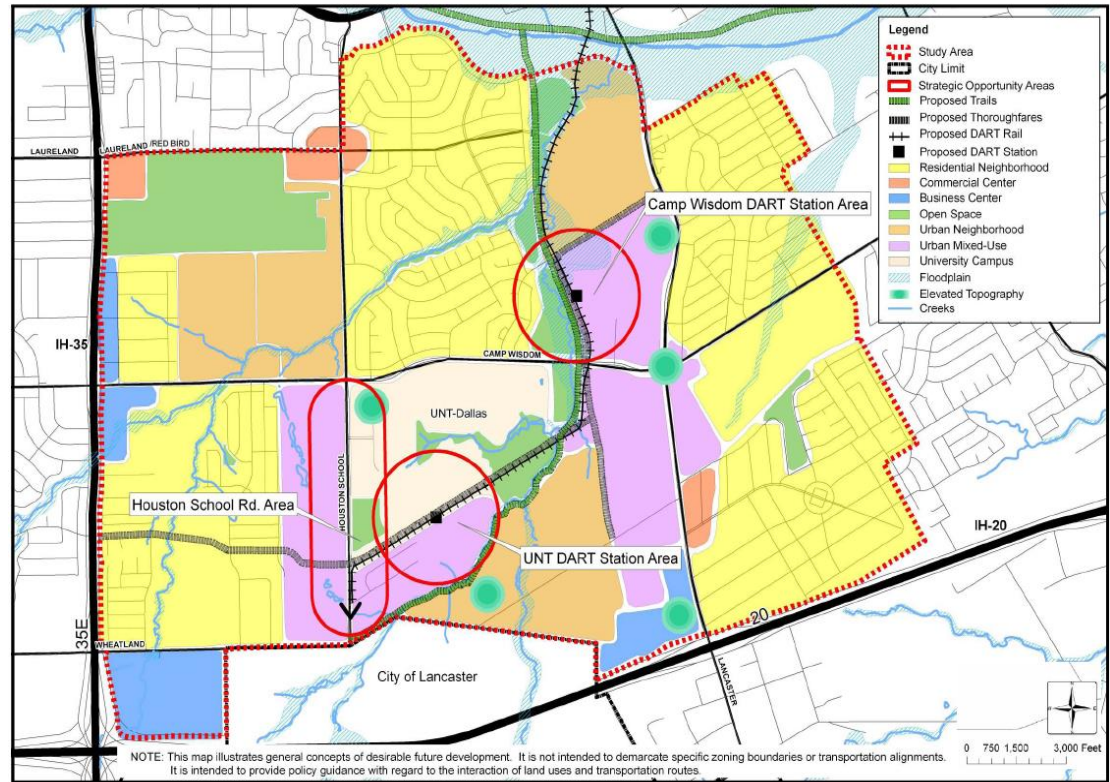 Legend
Study Area
City Limit
Strategic Opportunity Areas
Proposed Trails
Proposed Thoroughfares
Proposed DART Rail
Proposed DART Station
Residential Neighborhood
Commercial Center
Business Center
Open Space
Urban Neighborhood
Urban Mixed-Use
University Campus
Floodplain
Elevated Topography
Creeks
LAURELAND
LAURELAND /RED BIRD
Camp Wisdom DART Station Area
IH-35
CAMP WISDOM
UNT-Dallas
HOUSTON SCHOOL
Houston School Rd. Area
IH-20
UNT DART Station Area
20
35E
WHEATLAND
City of Lancaster
LANCASTER
0 750 1,500 3,000 Feet
NOTE: This map illustrates general concepts of desirable future development. It is not intended to demarcate specific zoning boundaries or transportation alignments.
It is intended to provide policy guidance with regard to the interaction of land uses and transportation routes.